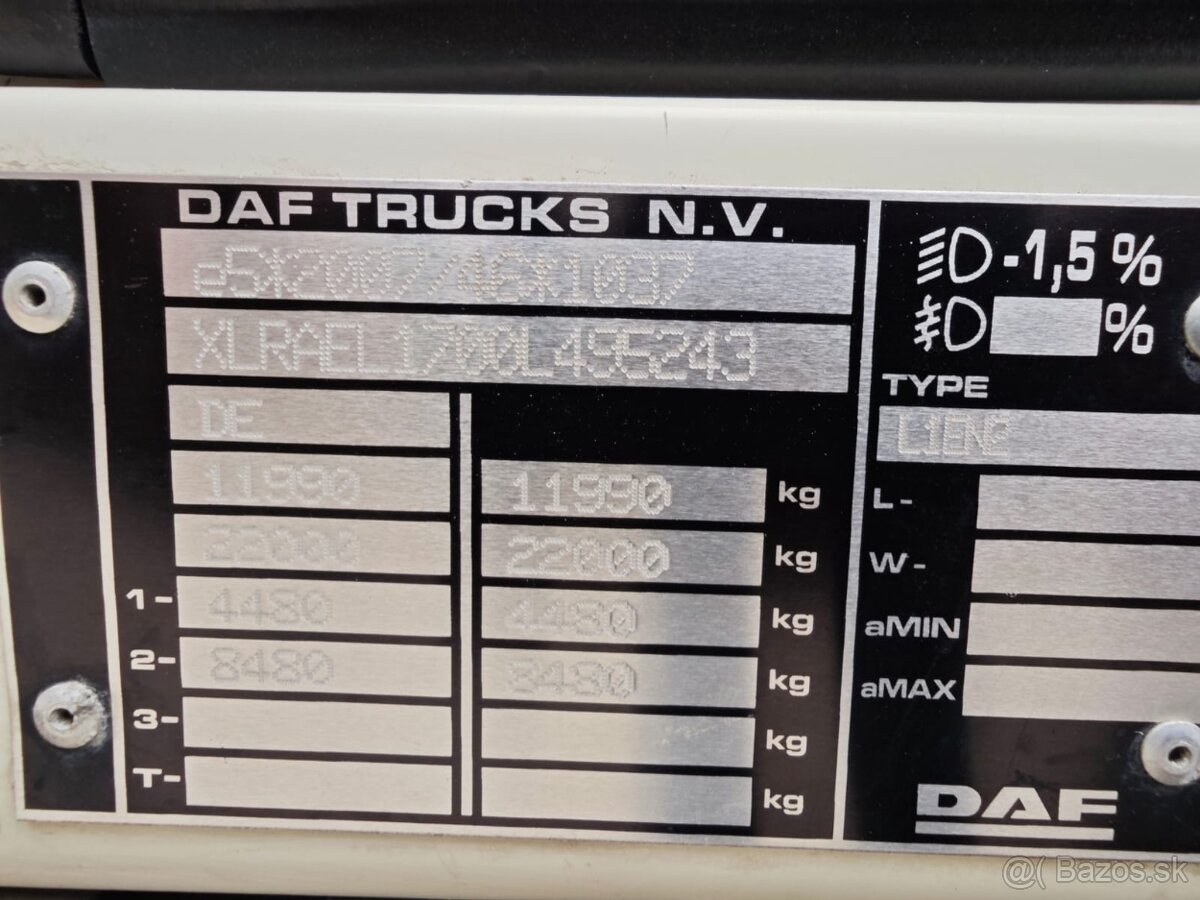 DAF TRUCKS N.V.
e5*2007/46*1097
XLRAEL1700L495243
DE
11990 11990 kg
22000 22000 kg
1- 4480 4480 kg
2- 8480 8480 kg
3- kg
T- kg
-1,5 %
%
TYPE
L1EN2
L-
W-
aMIN
aMAX
DAF
@( Bazos.sk